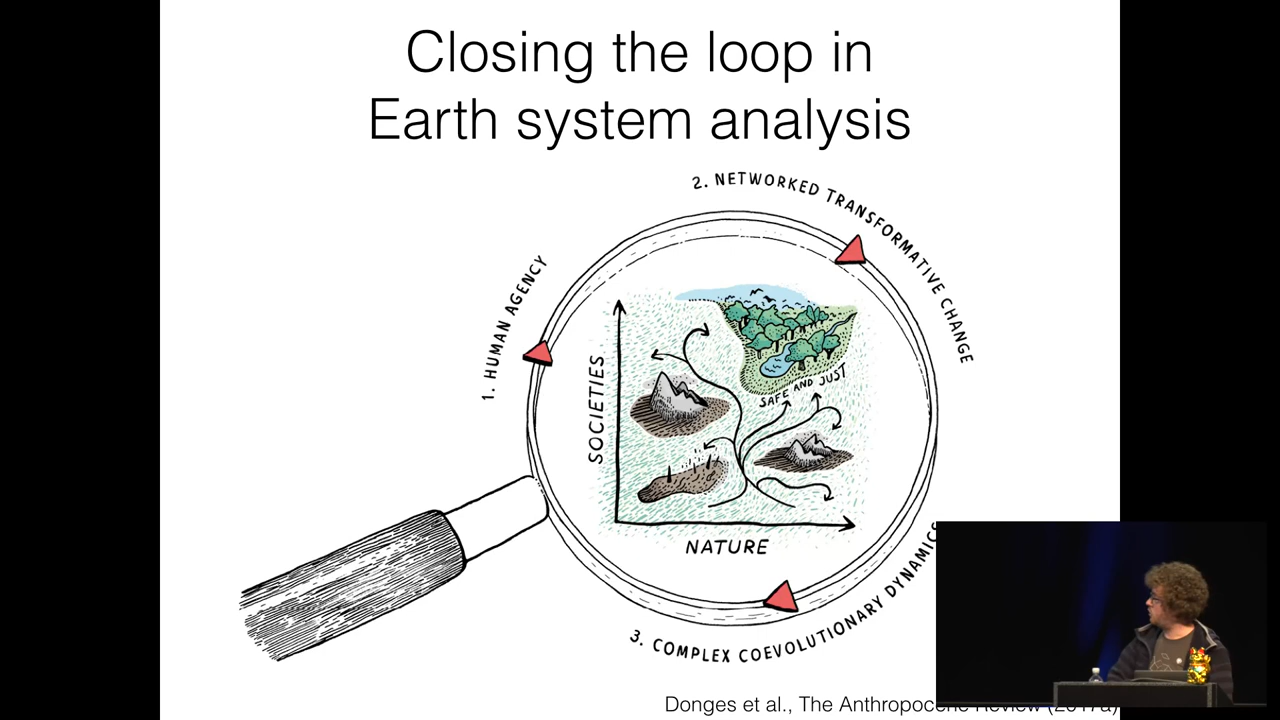 Closing the loop in
Earth system analysis
2. NETWORKED TRANSFORMATIVE CHANGE
1. HUMAN AGENCY
SOCIETIES
SAFE AND JUST
NATURE
3. COMPLEX COEVOLUTIONARY DYNAMICS
Donges et al., The Anthropocene Review (2017a)